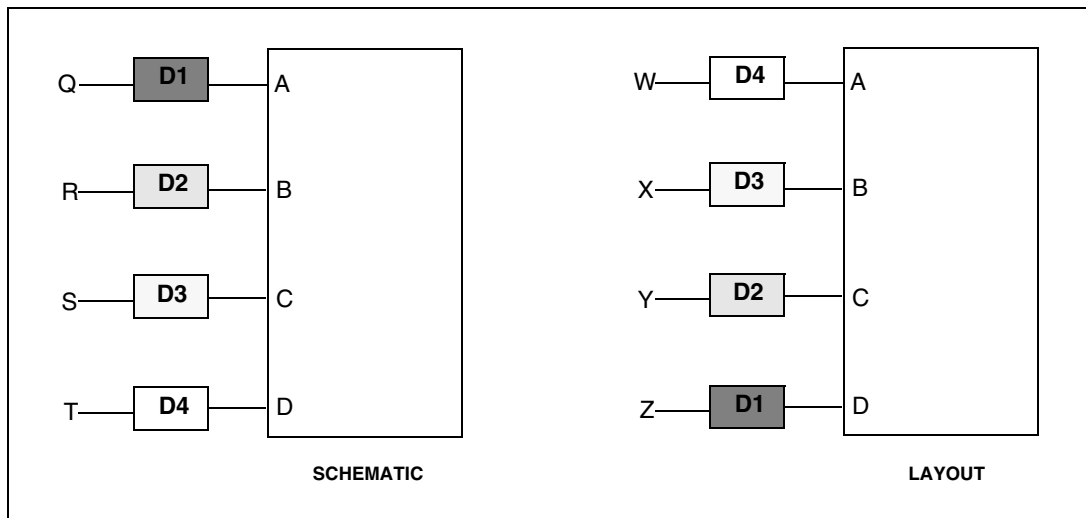 Q D1 A
R D2 B
S D3 C
T D4 D
SCHEMATIC
W D4 A
X D3 B
Y D2 C
Z D1 D
LAYOUT